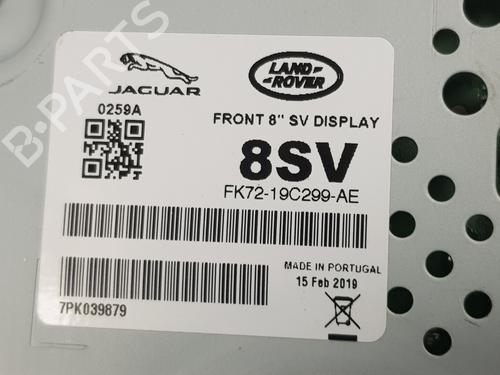 JAGUAR
LAND
ROVER
0259A
FRONT 8" SV DISPLAY
8SV
FK72-19C299-AE
MADE IN PORTUGAL
15 Feb 2019
7PK039879